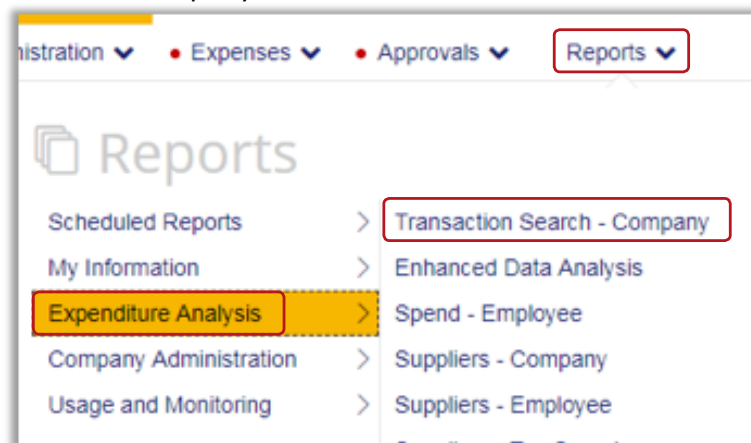 istration Expenses Approvals Reports
Reports
Scheduled Reports
My Information
Expenditure Analysis
Company Administration
Usage and Monitoring
Transaction Search - Company
Enhanced Data Analysis
Spend - Employee
Suppliers - Company
Suppliers - Employee